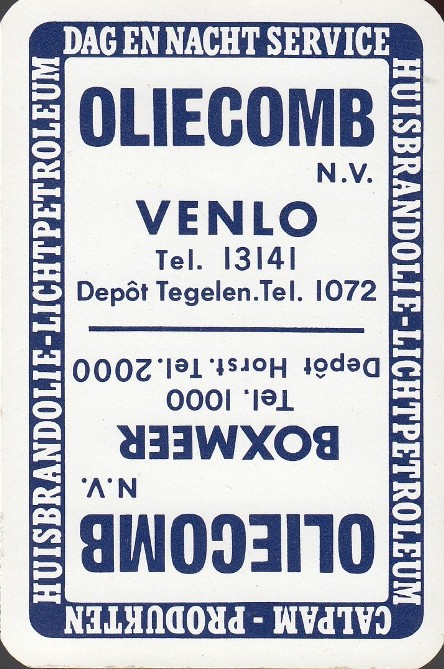 DAG EN NACHT SERVICE
HUISBRANDOLIE-LICHTPETROLEUM
HUISBRANDOLIE-LICHTPETROLEUM
OLIECOMB
N.V.
VENLO
Tel. 13141
Depôt Tegelen.Tel. 1072
OLIECOMB
N.V.
BOXMEER
Tel. 1000
Depôt Horst.Tel.2000
CALPAM - PRODUKTEN